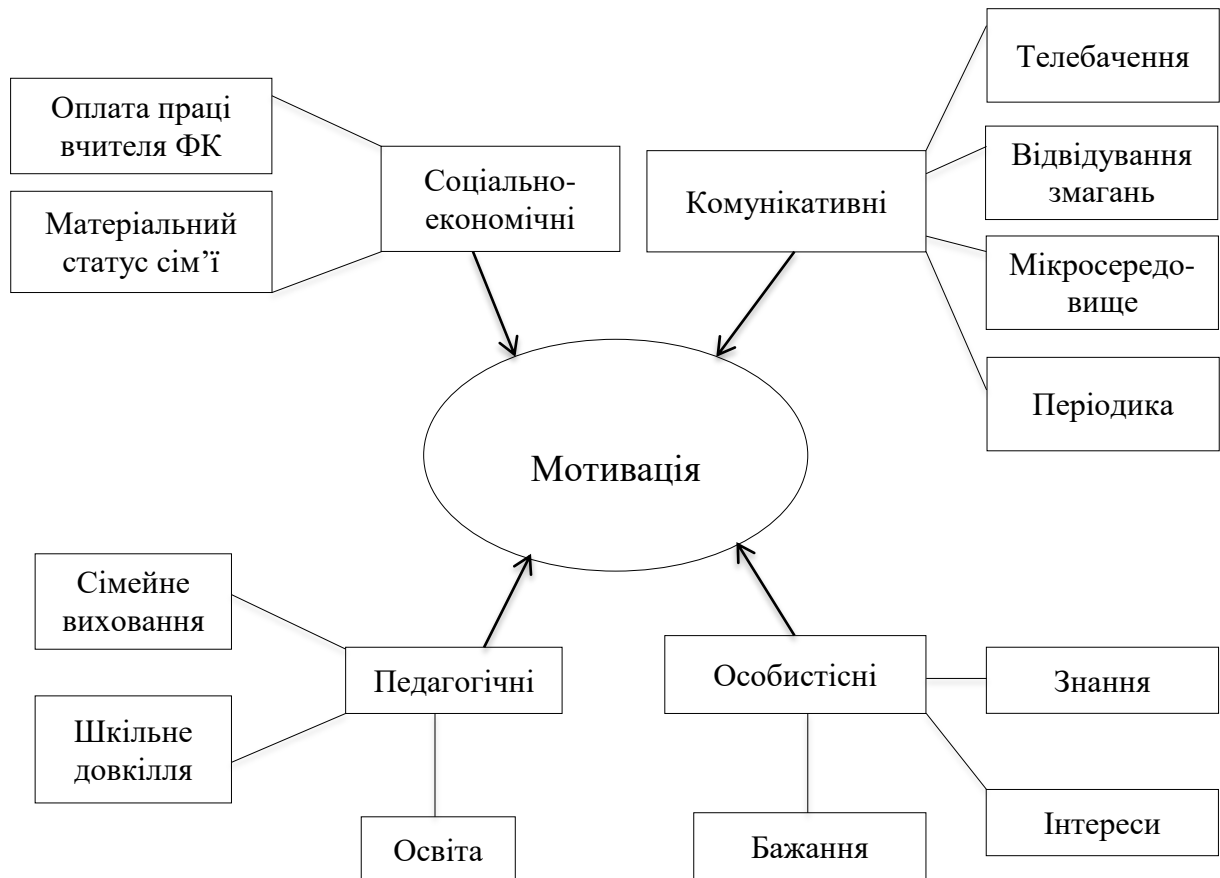 Телебачення
Оплата праці
вчителя ФК
Соціально-
економічні
Комунікативні
Відвідування
змагань
Матеріальний
статус сім’ї
Мікросередо-
вище
Періодика
Мотивація
Сімейне
виховання
Педагогічні
Особистісні
Знання
Шкільне
довкілля
Освіта
Бажання
Інтереси